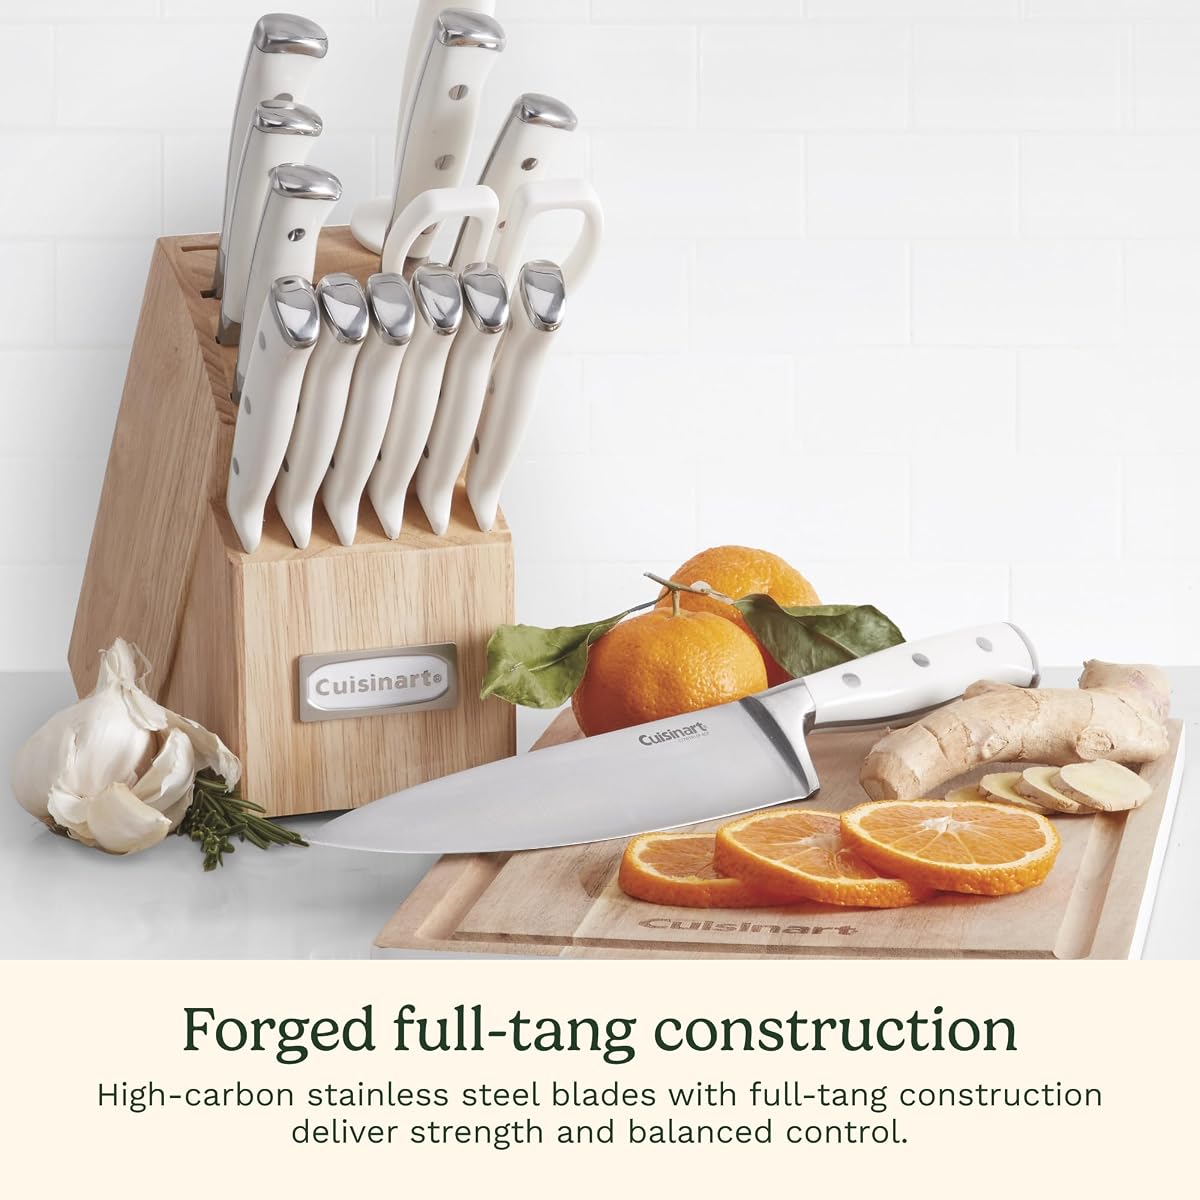 Cuisinart®
Cuisinart
Cuisinart
Forged full-tang construction
High-carbon stainless steel blades with full-tang construction
deliver strength and balanced control.